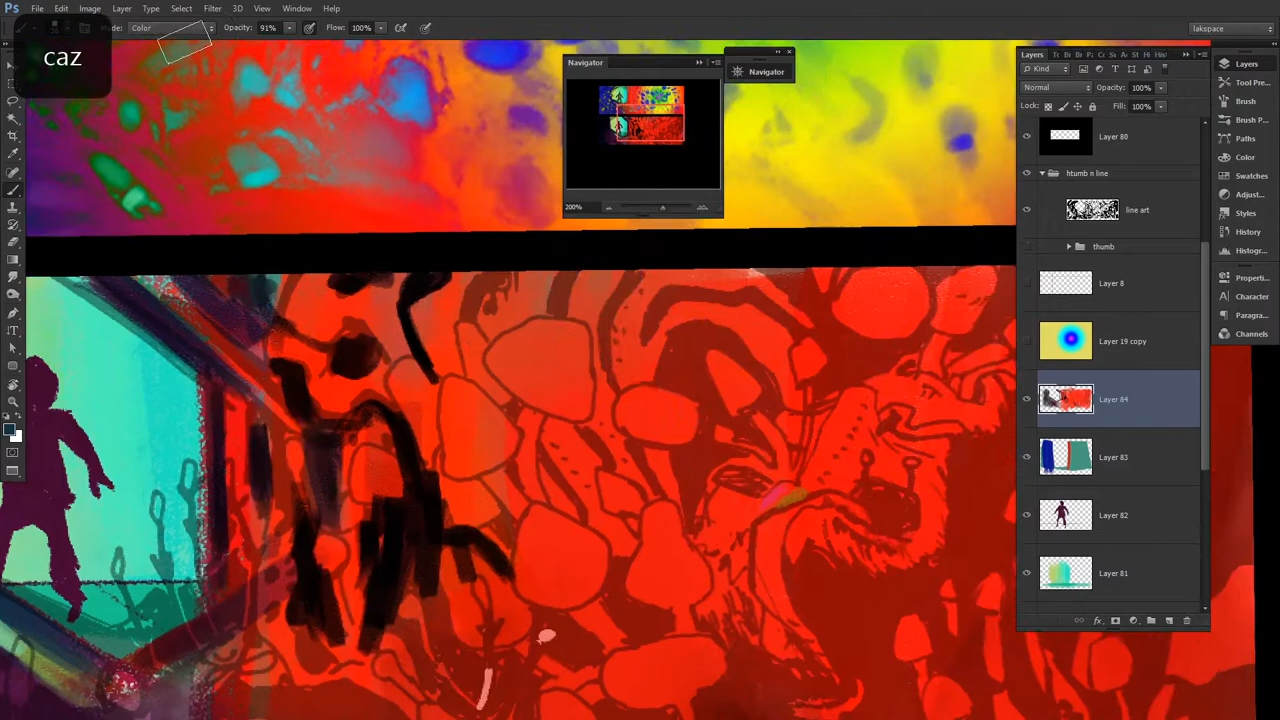 Ps File Edit Image Layer Type Select Filter 3D View Window Help
Mode: Color Opacity: 91% Flow: 100% lakspace
caz
Navigator
Navigator
200%
Layers
Kind
Normal Opacity: 100%
Lock: Fill: 100%
Layer 80
htumb n line
line art
thumb
Layer 8
Layer 19 copy
Layer 84
Layer 83
Layer 82
Layer 81
fx
Layers
Tool Pre...
Brush
Brush P...
Paths
Color
Swatches
Adjust...
Styles
History
Histogr...
Properti...
Character
Paragra...
Channels